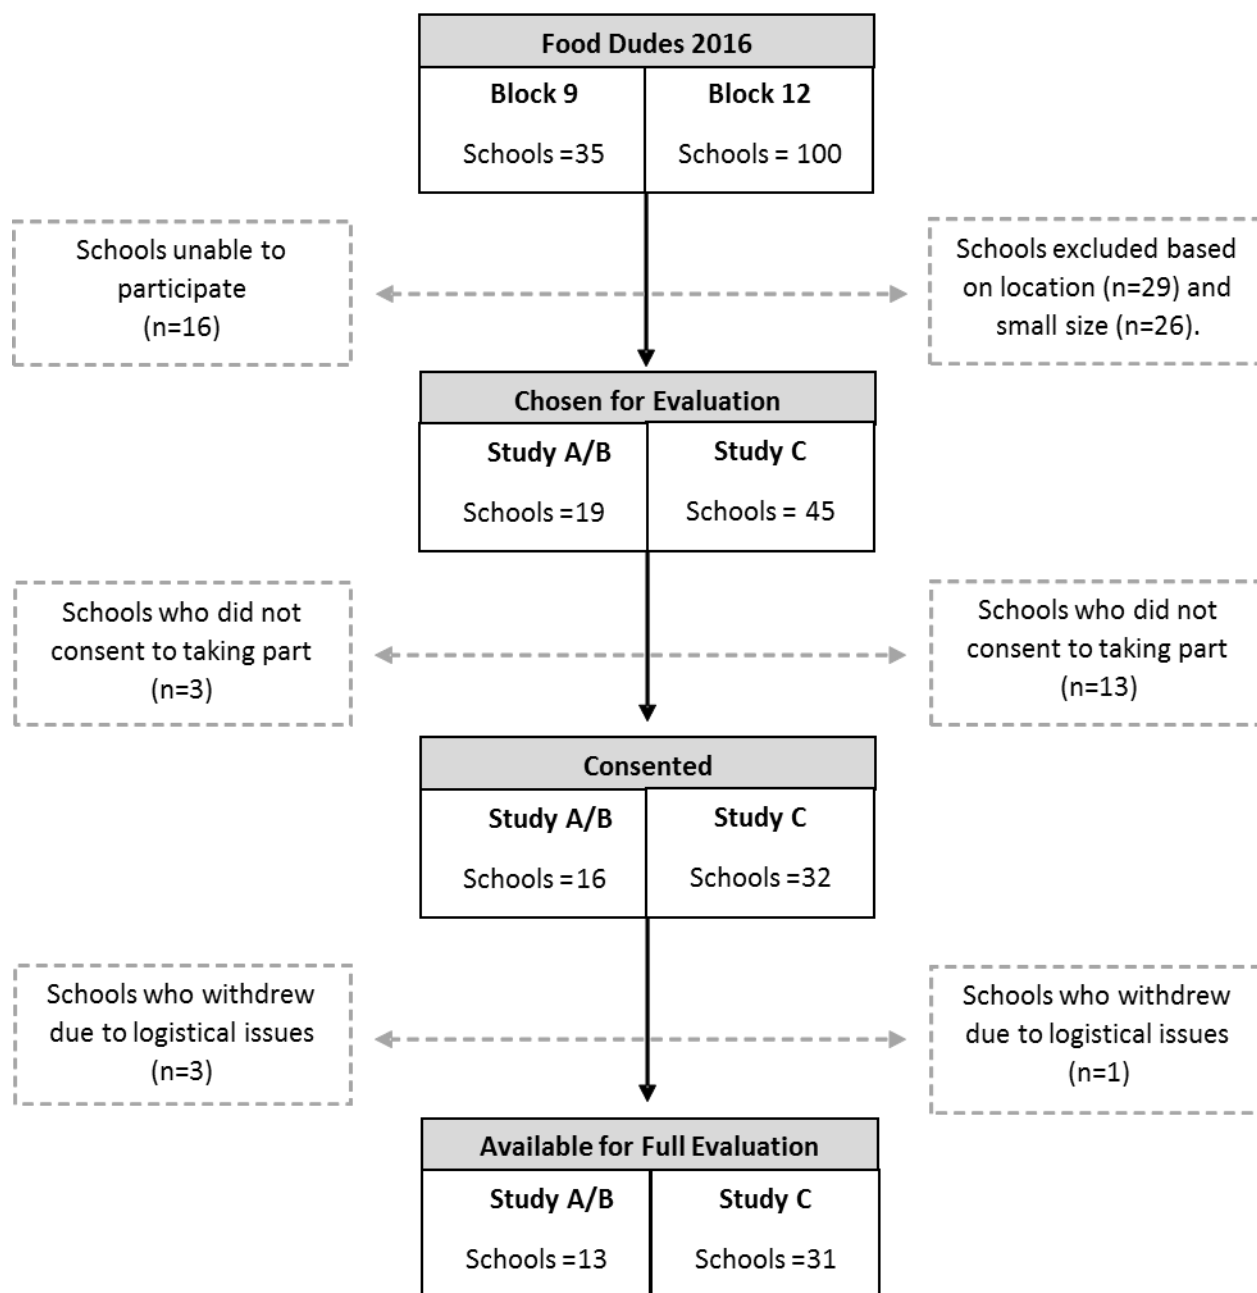 Food Dudes 2016
Block 9
Schools =35
Block 12
Schools = 100
Schools unable to
participate
(n=16)
Schools excluded based
on location (n=29) and
small size (n=26).
Chosen for Evaluation
Study A/B
Schools =19
Study C
Schools = 45
Schools who did not
consent to taking part
(n=3)
Schools who did not
consent to taking part
(n=13)
Consented
Study A/B
Schools =16
Study C
Schools =32
Schools who withdrew
due to logistical issues
(n=3)
Schools who withdrew
due to logistical issues
(n=1)
Available for Full Evaluation
Study A/B
Schools =13
Study C
Schools =31